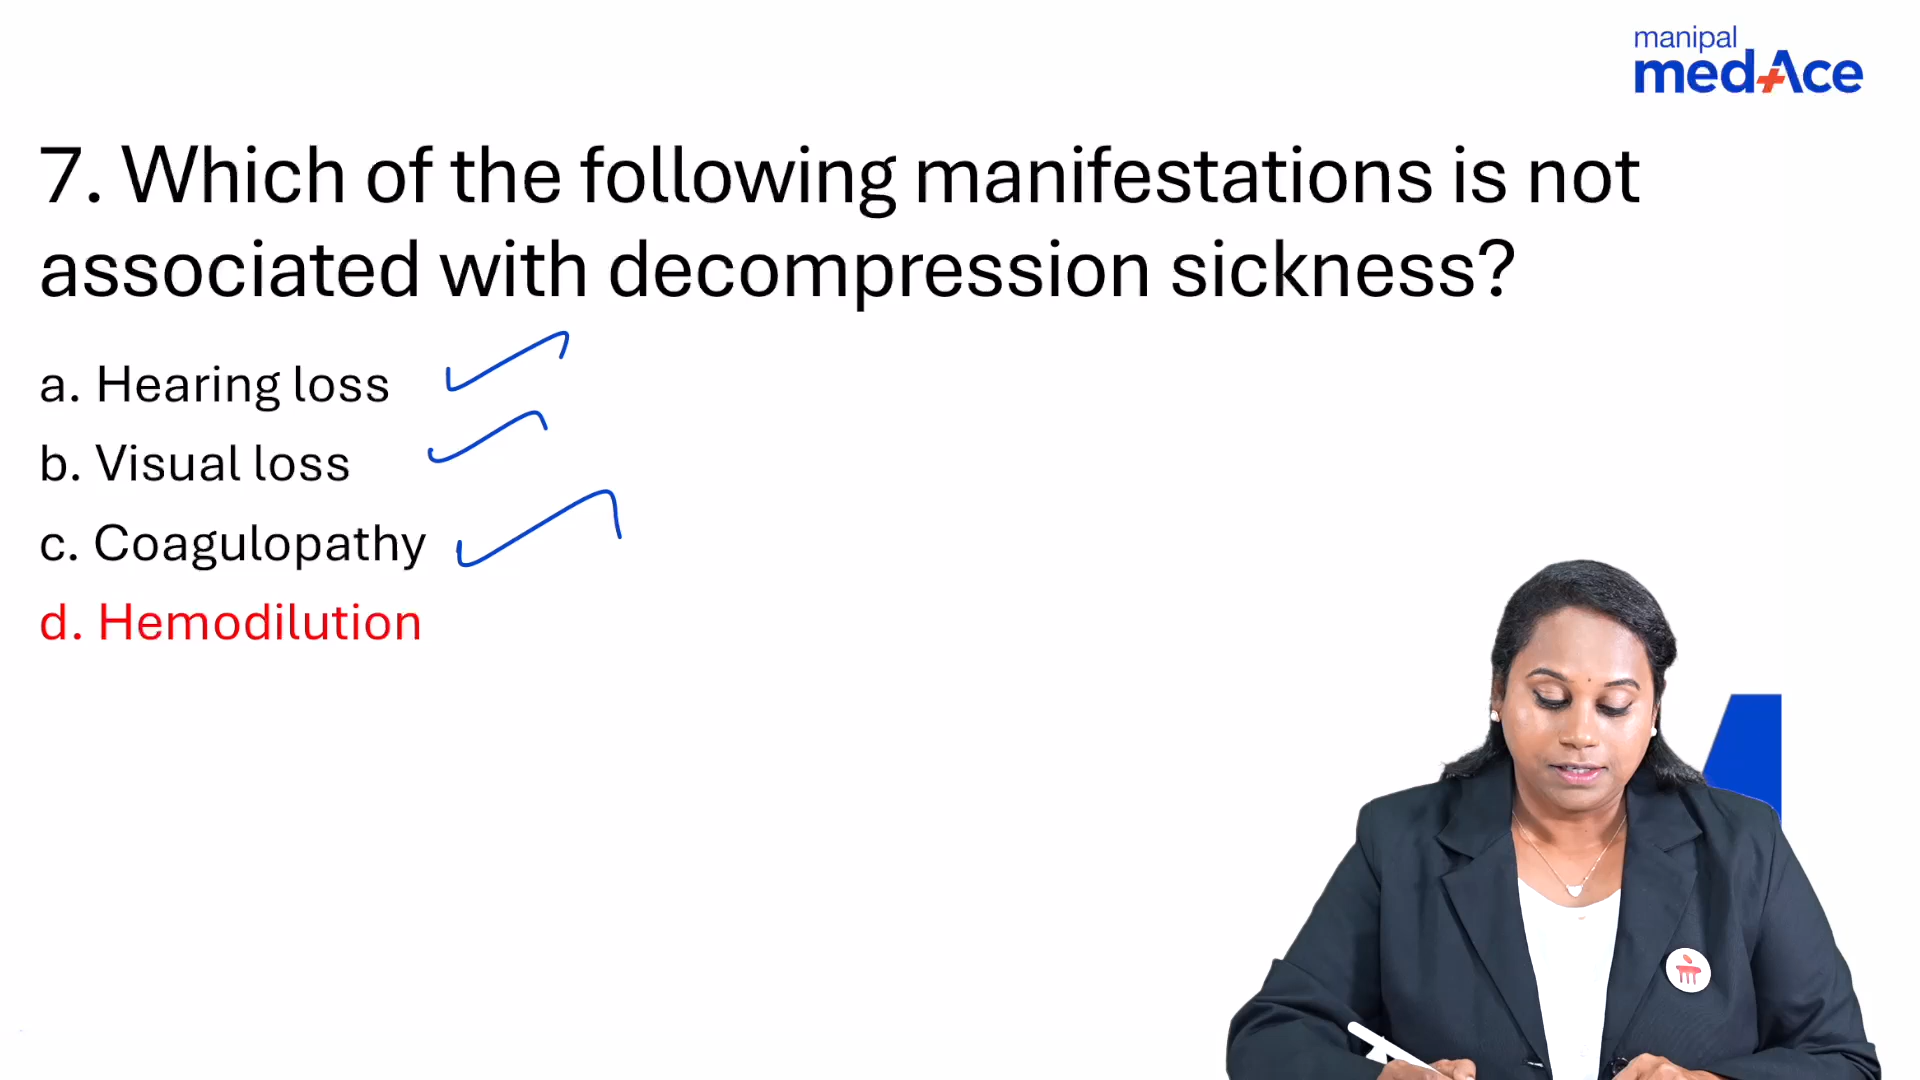 manipal
medAce
7. Which of the following manifestations is not
associated with decompression sickness?
a. Hearing loss
b. Visual loss
c. Coagulopathy
d. Hemodilution